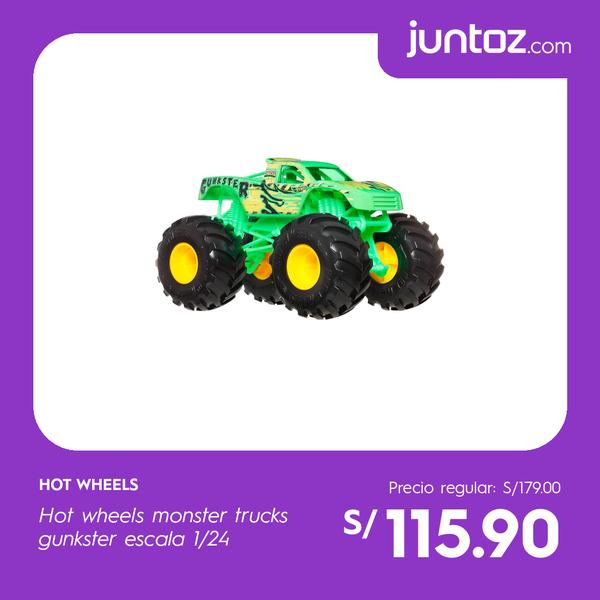 juntoz.com
GUNKSTER
HOT WHEELS
Hot wheels monster trucks
gunkster escala 1/24
Precio regular: S/179.00
S/115.90